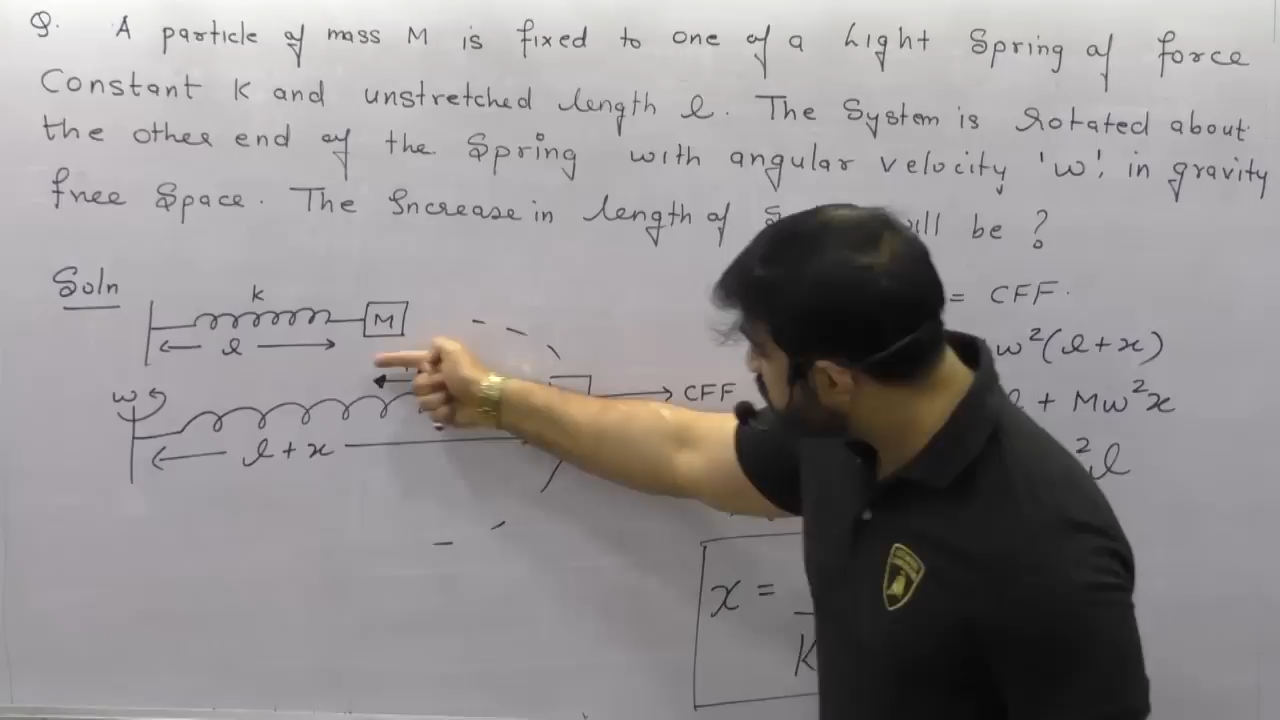 Q. A particle of mass M is fixed to one of a Light Spring of force
Constant K and unstretched length l. The System is rotated about
the other end of the Spring with angular velocity 'w' in gravity
free Space. The Increase in length of will be ?
Soln
k
M
l
w
l+x
CFF
= CFF.
w²(l+x)
l + Mw²x
²l
x =
K